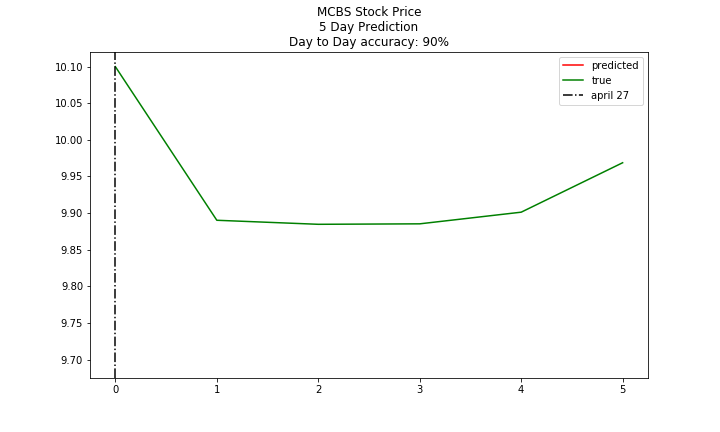 MCBS Stock Price
5 Day Prediction
Day to Day accuracy: 90%
predicted
true
april 27
10.10
10.05
10.00
9.95
9.90
9.85
9.80
9.75
9.70
0 1 2 3 4 5